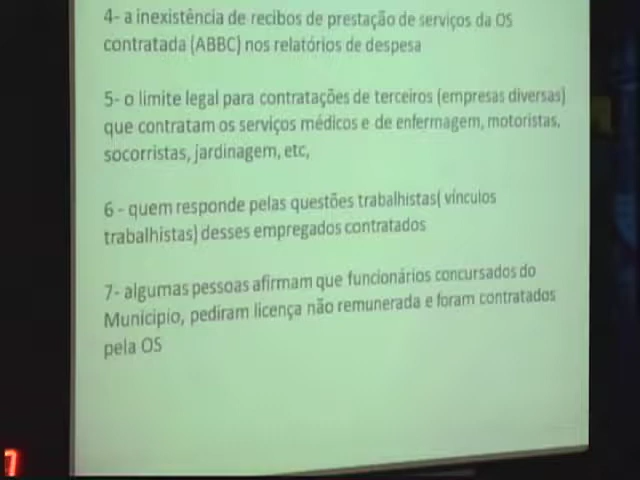 4- a inexistência de recibos de prestação de serviços da OS
contratada (ABBC) nos relatórios de despesa
5- o limite legal para contratações de terceiros (empresas diversas)
que contratam os serviços médicos e de enfermagem, motoristas,
socorristas, jardinagem, etc,
6 - quem responde pelas questões trabalhistas( vínculos
trabalhistas) desses empregados contratados
7- algumas pessoas afirmam que funcionários concursados do
Municipio, pediram licença não remunerada e foram contratados
pela OS